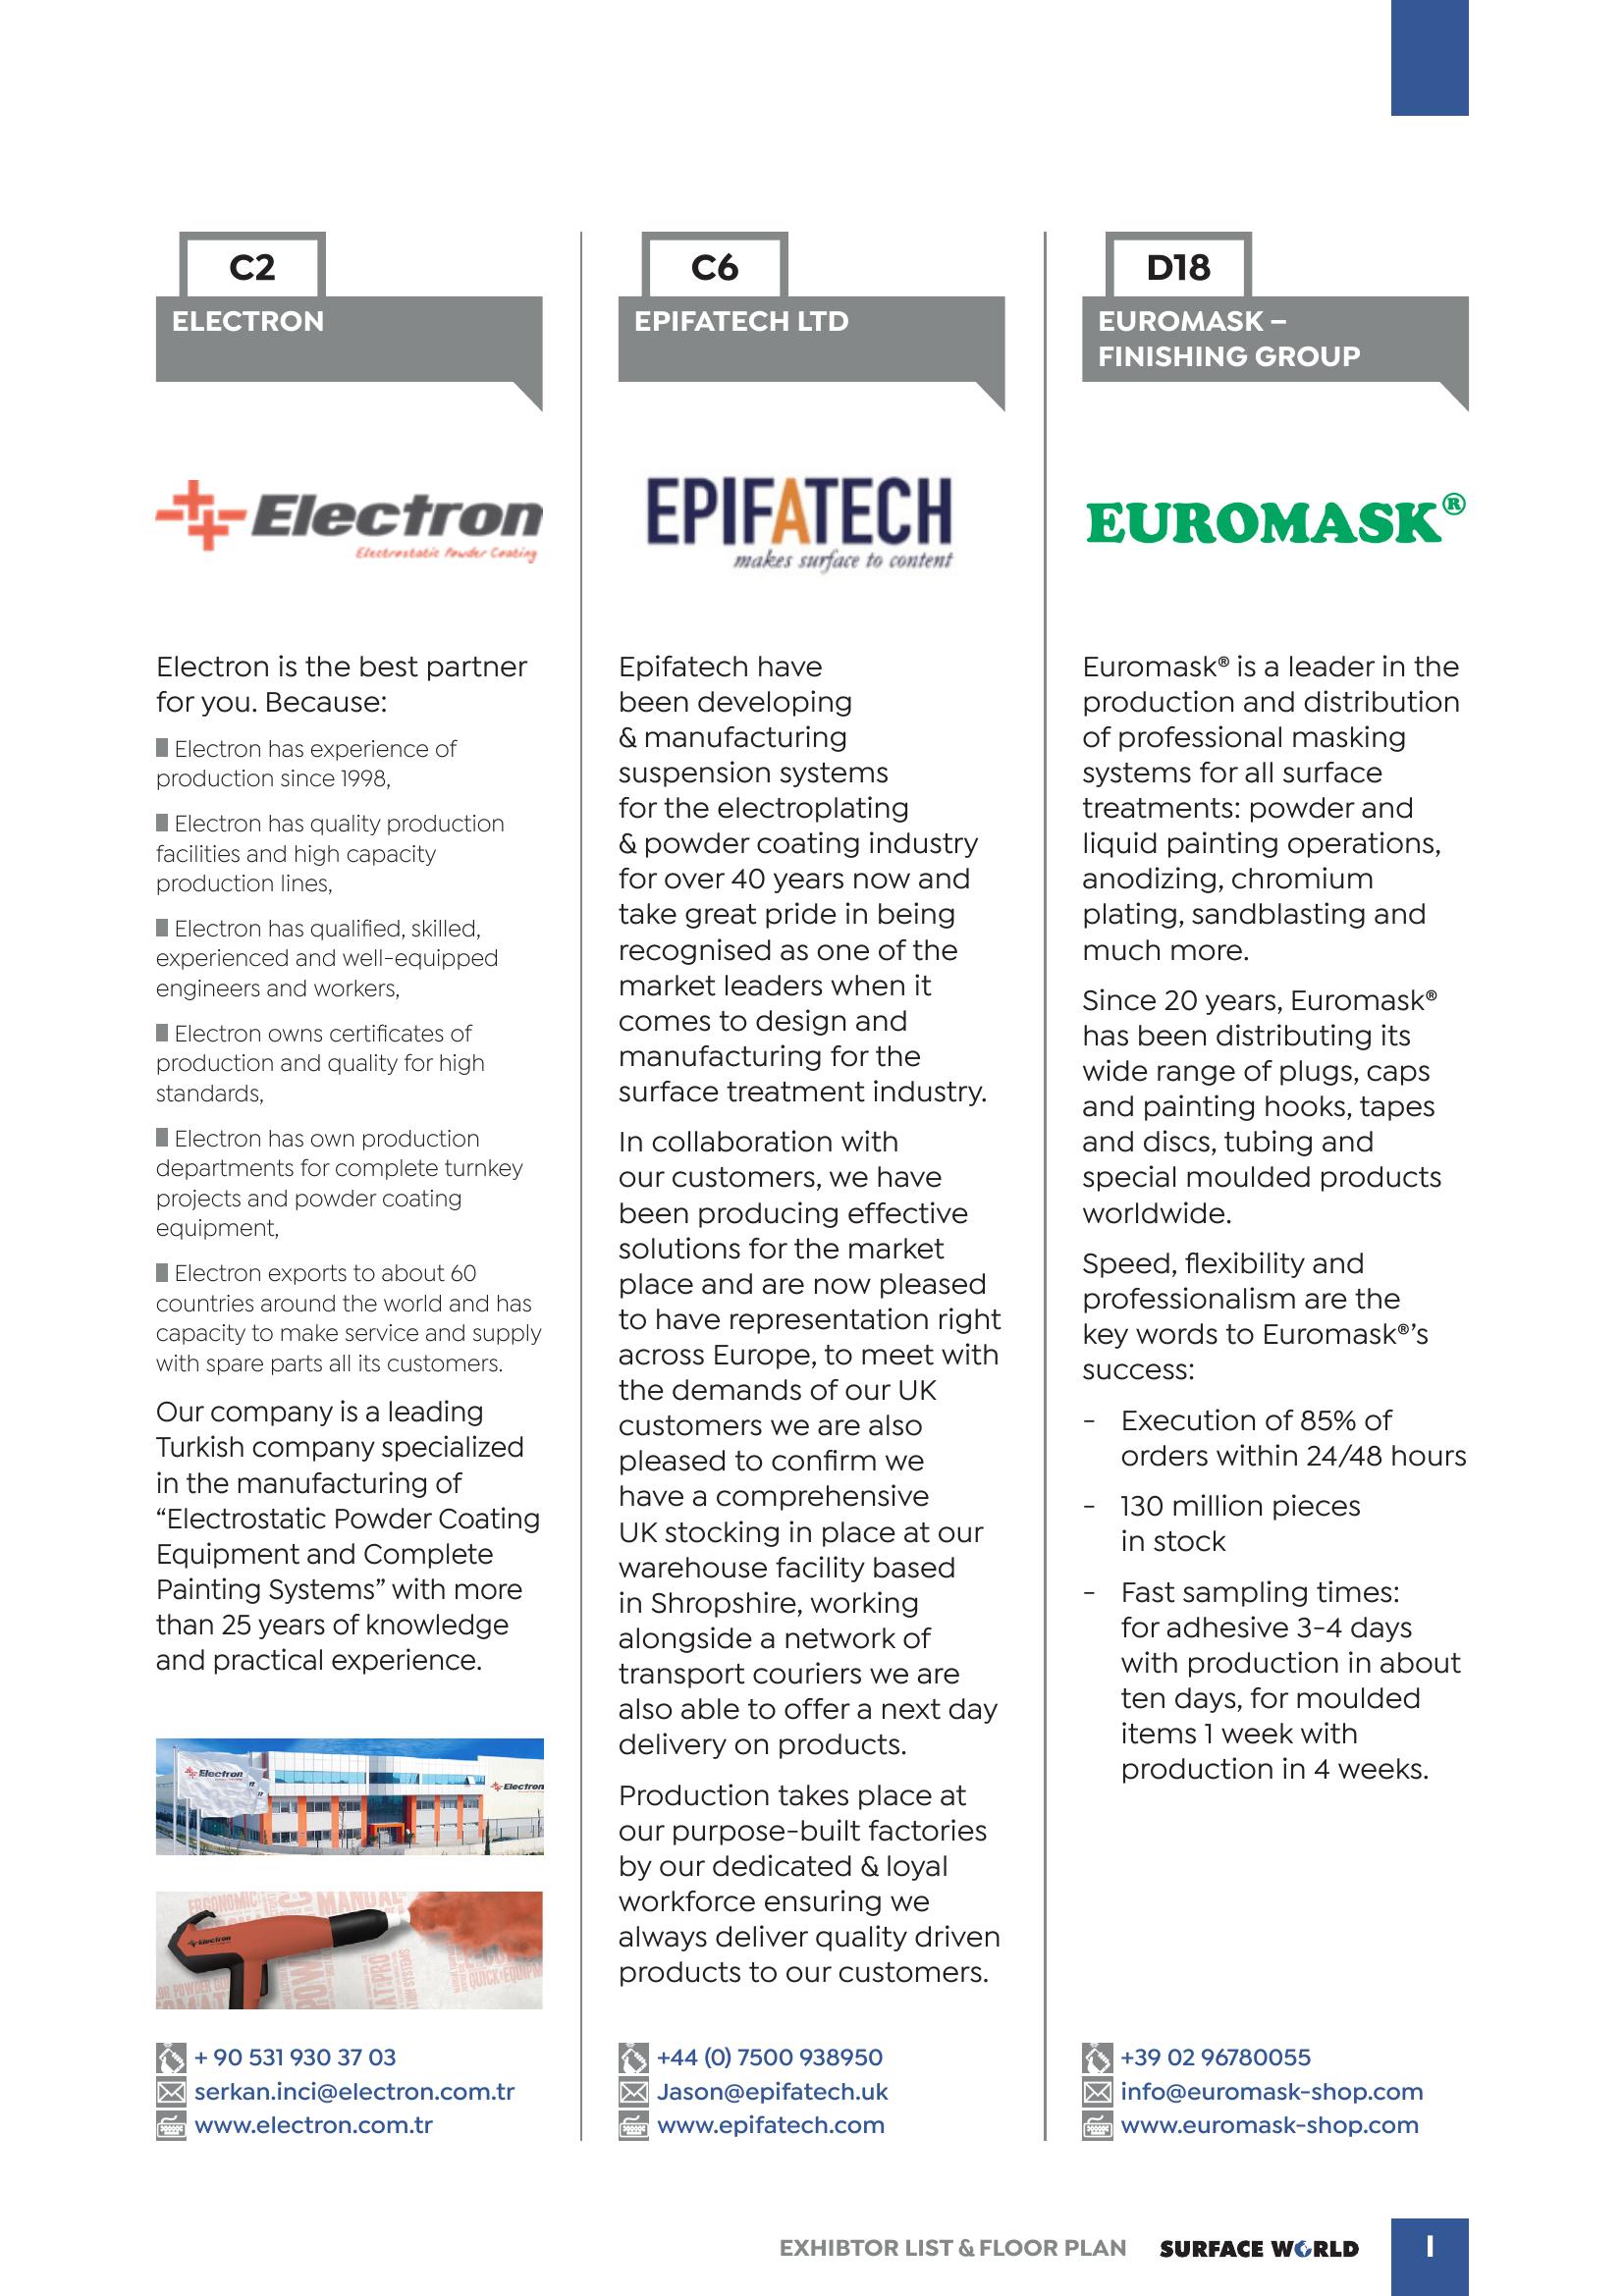 C2
ELECTRON
Electron
Electrostatic Powder Coating
Electron is the best partner
for you. Because:
Electron has experience of
production since 1998,
Electron has quality production
facilities and high capacity
production lines,
Electron has qualified, skilled,
experienced and well-equipped
engineers and workers,
Electron owns certificates of
production and quality for high
standards,
Electron has own production
departments for complete turnkey
projects and powder coating
equipment,
Electron exports to about 60
countries around the world and has
capacity to make service and supply
with spare parts all its customers.
Our company is a leading
Turkish company specialized
in the manufacturing of
“Electrostatic Powder Coating
Equipment and Complete
Painting Systems” with more
than 25 years of knowledge
and practical experience.
Electron
Electron
ERGONOMIC
MANUAL
Electron
+ 90 531 930 37 03
serkan.inci@electron.com.tr
www.electron.com.tr
C6
EPIFATECH LTD
EPIFATECH
makes surface to content
Epifatech have
been developing
& manufacturing
suspension systems
for the electroplating
& powder coating industry
for over 40 years now and
take great pride in being
recognised as one of the
market leaders when it
comes to design and
manufacturing for the
surface treatment industry.
In collaboration with
our customers, we have
been producing effective
solutions for the market
place and are now pleased
to have representation right
across Europe, to meet with
the demands of our UK
customers we are also
pleased to confirm we
have a comprehensive
UK stocking in place at our
warehouse facility based
in Shropshire, working
alongside a network of
transport couriers we are
also able to offer a next day
delivery on products.
Production takes place at
our purpose-built factories
by our dedicated & loyal
workforce ensuring we
always deliver quality driven
products to our customers.
+44 (0) 7500 938950
Jason@epifatech.uk
www.epifatech.com
D18
EUROMASK –
FINISHING GROUP
EUROMASK®
Euromask® is a leader in the
production and distribution
of professional masking
systems for all surface
treatments: powder and
liquid painting operations,
anodizing, chromium
plating, sandblasting and
much more.
Since 20 years, Euromask®
has been distributing its
wide range of plugs, caps
and painting hooks, tapes
and discs, tubing and
special moulded products
worldwide.
Speed, flexibility and
professionalism are the
key words to Euromask®’s
success:
- Execution of 85% of
orders within 24/48 hours
- 130 million pieces
in stock
- Fast sampling times:
for adhesive 3-4 days
with production in about
ten days, for moulded
items 1 week with
production in 4 weeks.
+39 02 96780055
info@euromask-shop.com
www.euromask-shop.com
EXHIBTOR LIST & FLOOR PLAN SURFACE WORLD I